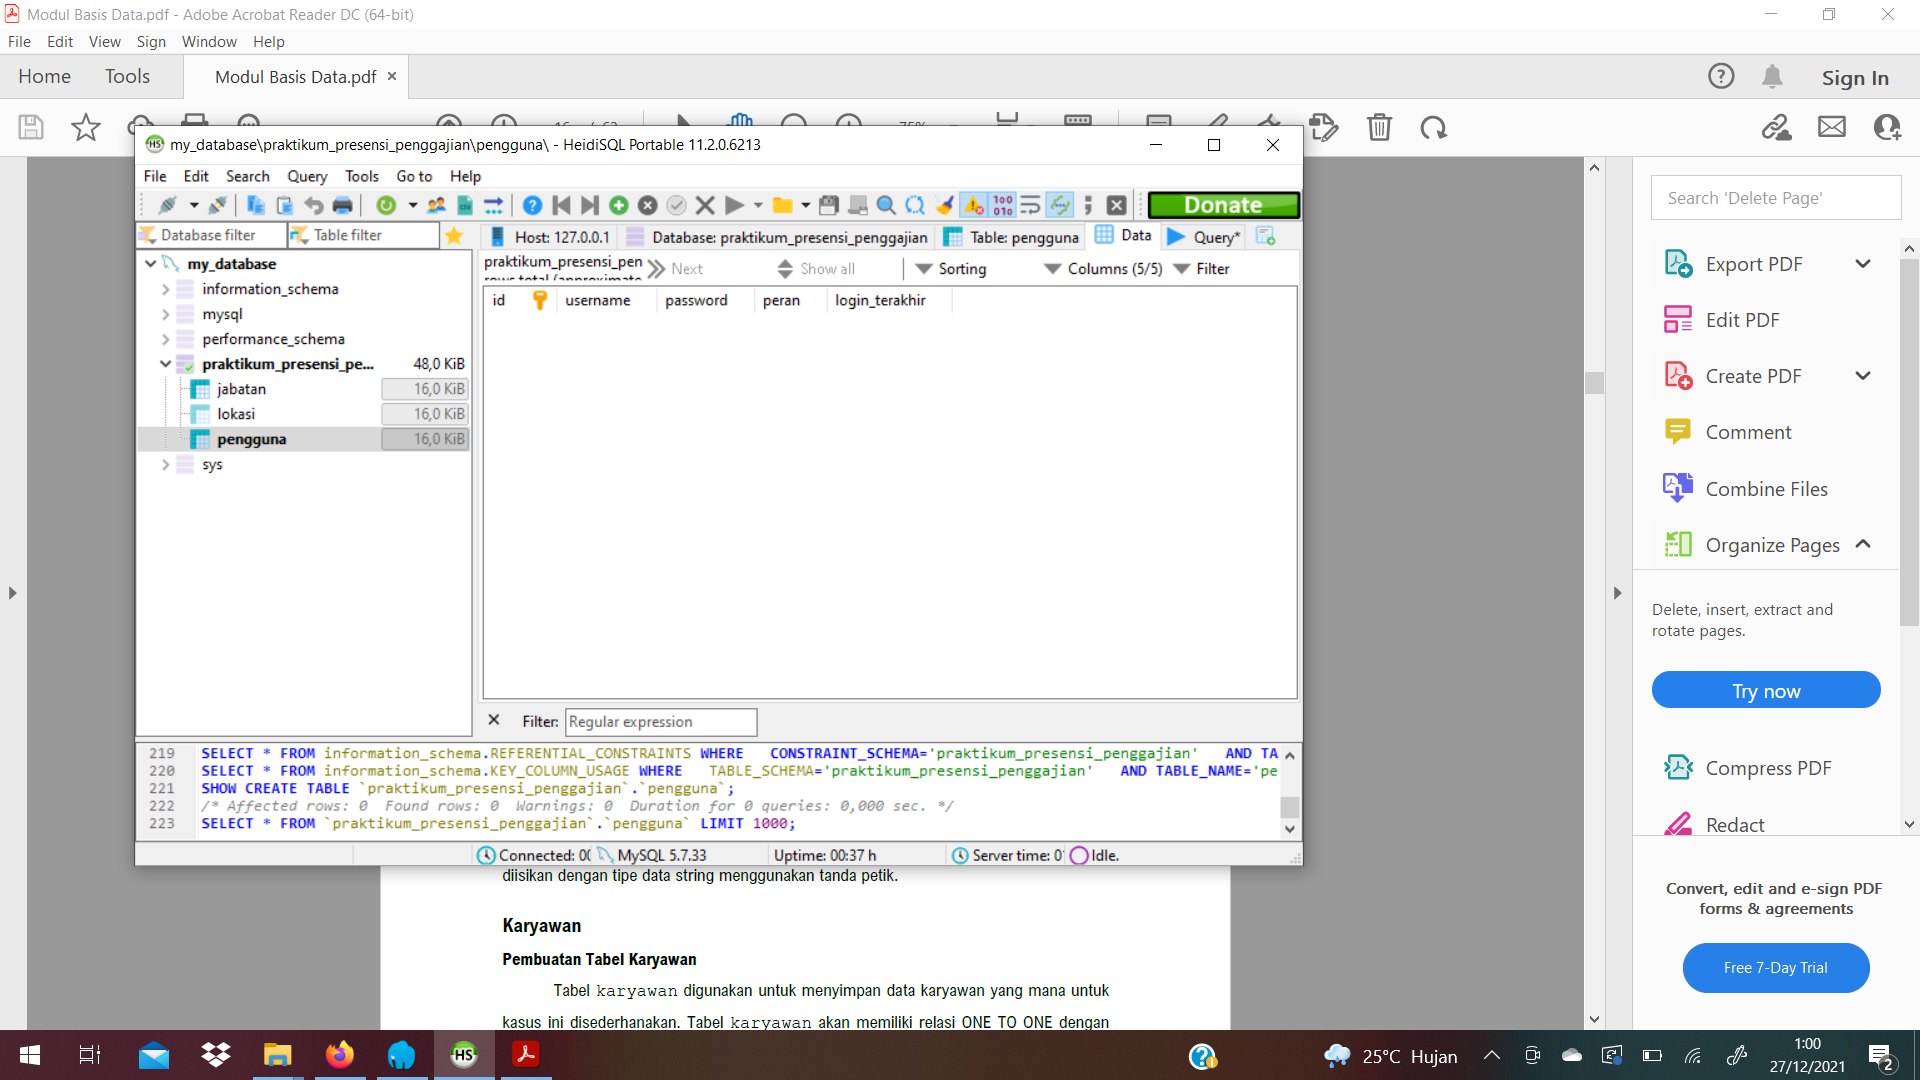 Modul Basis Data.pdf - Adobe Acrobat Reader DC (64-bit)
File Edit View Sign Window Help
Home Tools Modul Basis Data.pdf × Sign In
my_database\praktikum_presensi_penggajian\pengguna\ - HeidiSQL Portable 11.2.0.6213
File Edit Search Query Tools Go to Help
Donate
Database filter Table filter
Host: 127.0.0.1 Database: praktikum_presensi_penggajian Table: pengguna Data Query*
praktikum_presensi_pen Next Show all Sorting Columns (5/5) Filter
id username password peran login_terakhir
my_database
information_schema
mysql
performance_schema
praktikum_presensi_pe... 48,0 KiB
jabatan 16,0 KiB
lokasi 16,0 KiB
pengguna 16,0 KiB
sys
Filter: Regular expression
219 SELECT * FROM information_schema.REFERENTIAL_CONSTRAINTS WHERE CONSTRAINT_SCHEMA='praktikum_presensi_penggajian' AND TA
220 SELECT * FROM information_schema.KEY_COLUMN_USAGE WHERE TABLE_SCHEMA='praktikum_presensi_penggajian' AND TABLE_NAME='pe
221 SHOW CREATE TABLE `praktikum_presensi_penggajian`.`pengguna`;
222 /* Affected rows: 0 Found rows: 0 Warnings: 0 Duration for 0 queries: 0,000 sec. */
223 SELECT * FROM `praktikum_presensi_penggajian`.`pengguna` LIMIT 1000;
Connected: 00 MySQL 5.7.33 Uptime: 00:37 h Server time: 0 Idle.
diisikan dengan tipe data string menggunakan tanda petik.
Karyawan
Pembuatan Tabel Karyawan
Tabel karyawan digunakan untuk menyimpan data karyawan yang mana untuk
kasus ini disederhanakan. Tabel karyawan akan memiliki relasi ONE TO ONE dengan
Search 'Delete Page'
Export PDF
Edit PDF
Create PDF
Comment
Combine Files
Organize Pages
Delete, insert, extract and
rotate pages.
Try now
Compress PDF
Redact
Convert, edit and e-sign PDF
forms & agreements
Free 7-Day Trial
HS
25°C Hujan
1:00
27/12/2021
2